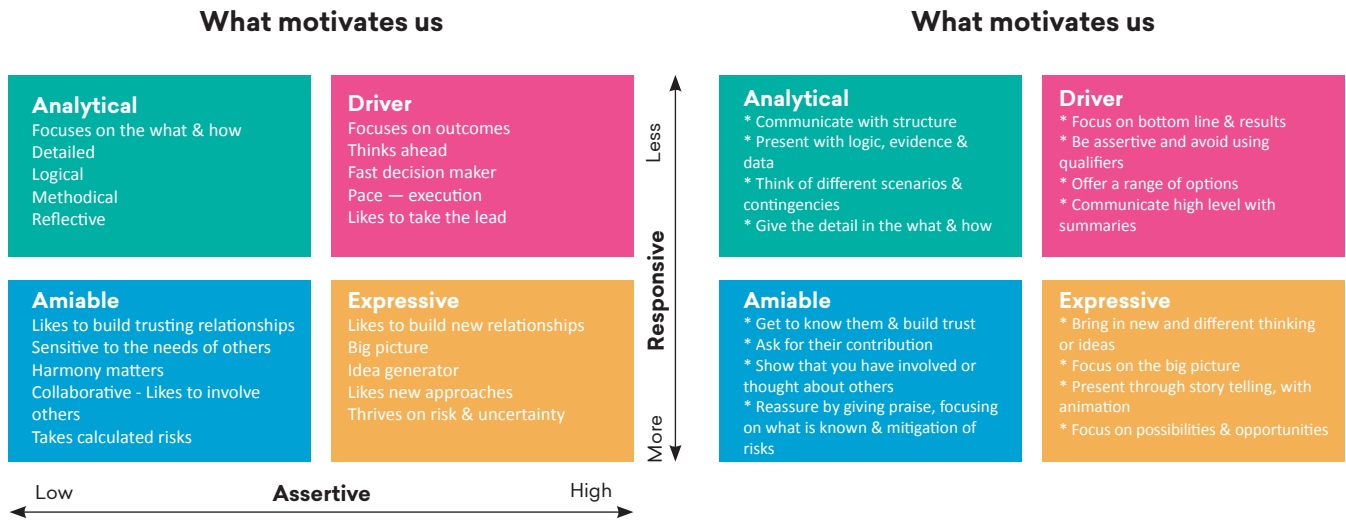 What motivates us
Analytical
Focuses on the what & how
Detailed
Logical
Methodical
Reflective
Driver
Focuses on outcomes
Thinks ahead
Fast decision maker
Pace — execution
Likes to take the lead
Amiable
Likes to build trusting relationships
Sensitive to the needs of others
Harmony matters
Collaborative - Likes to involve
others
Takes calculated risks
Expressive
Likes to build new relationships
Big picture
Idea generator
Likes new approaches
Thrives on risk & uncertainty
Less
Responsive
More
Low
Assertive
High
What motivates us
Analytical
* Communicate with structure
* Present with logic, evidence &
data
* Think of different scenarios &
contingencies
* Give the detail in the what & how
Driver
* Focus on bottom line & results
* Be assertive and avoid using
qualifiers
* Offer a range of options
* Communicate high level with
summaries
Amiable
* Get to know them & build trust
* Ask for their contribution
* Show that you have involved or
thought about others
* Reassure by giving praise, focusing
on what is known & mitigation of
risks
Expressive
* Bring in new and different thinking
or ideas
* Focus on the big picture
* Present through story telling, with
animation
* Focus on possibilities & opportunities